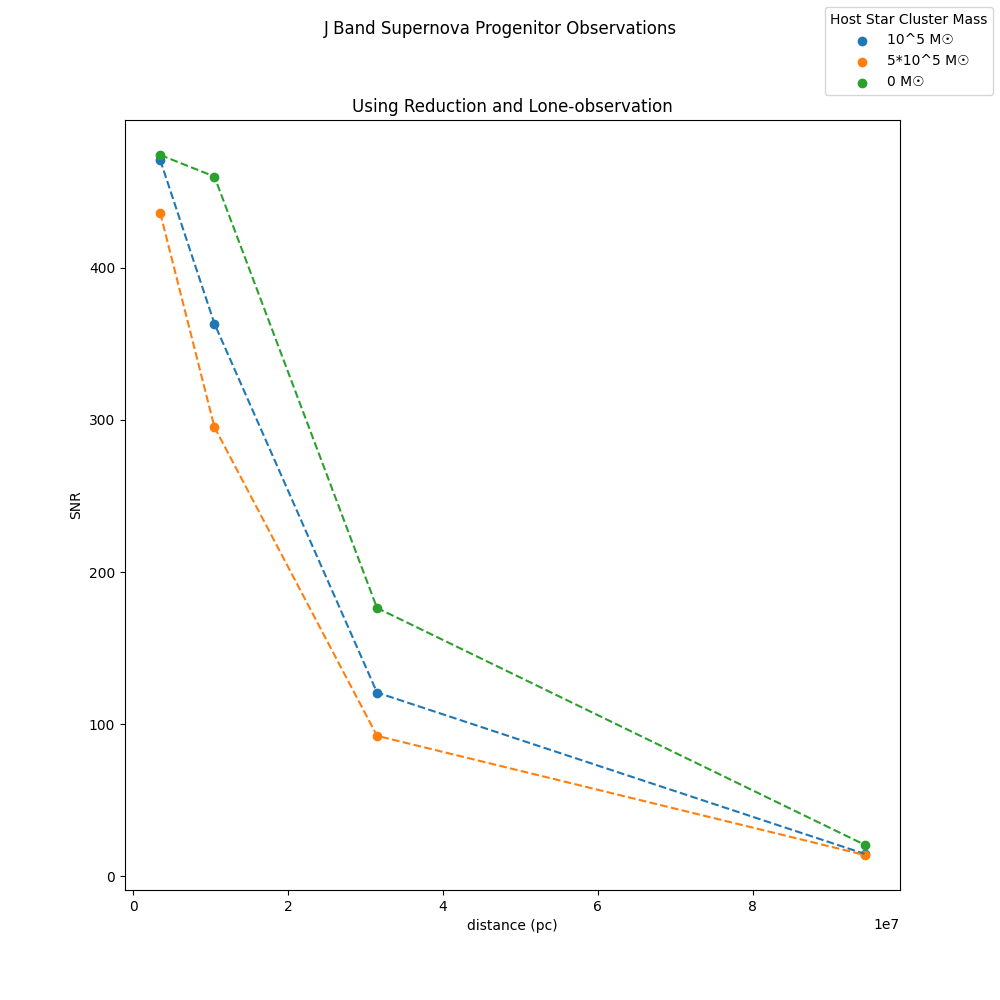 J Band Supernova Progenitor Observations
Host Star Cluster Mass
10^5 M☉
5*10^5 M☉
0 M☉
Using Reduction and Lone-observation
SNR
400
300
200
100
0
0 2 4 6 8
1e7
distance (pc)